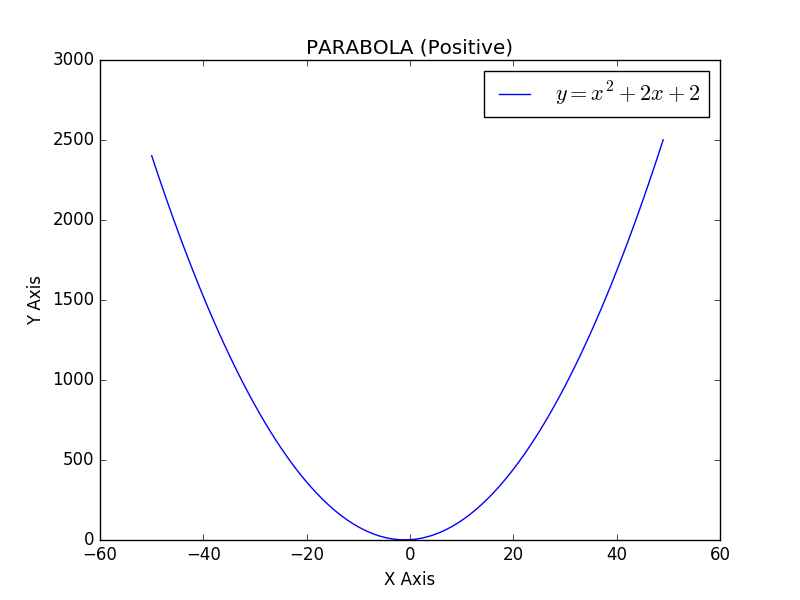 PARABOLA (Positive)
y = x² + 2x + 2
3000
2500
2000
1500
1000
500
0
Y Axis
−60 −40 −20 0 20 40 60
X Axis